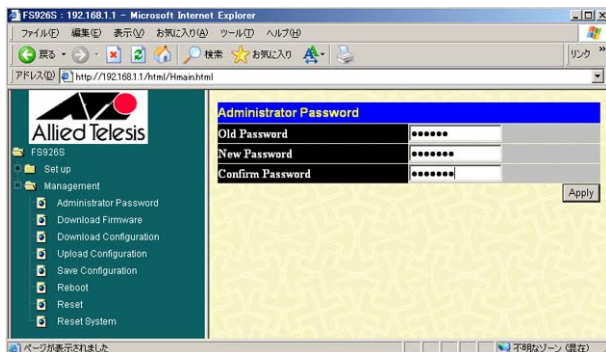 FS926S : 192.168.1.1 - Microsoft Internet Explorer
ファイル(F) 編集(E) 表示(V) お気に入り(A) ツール(T) ヘルプ(H)
戻る 検索 お気に入り リンク »
アドレス(D) http://192.168.1.1/html/Hmain.html
Allied Telesis
FS926S
Set up
Management
Administrator Password
Download Firmware
Download Configuration
Upload Configuration
Save Configuration
Reboot
Reset
Reset System
Administrator Password
Old Password ●●●●●●
New Password ●●●●●●●
Confirm Password ●●●●●●●
Apply
ページが表示されました 不明なゾーン (混在)